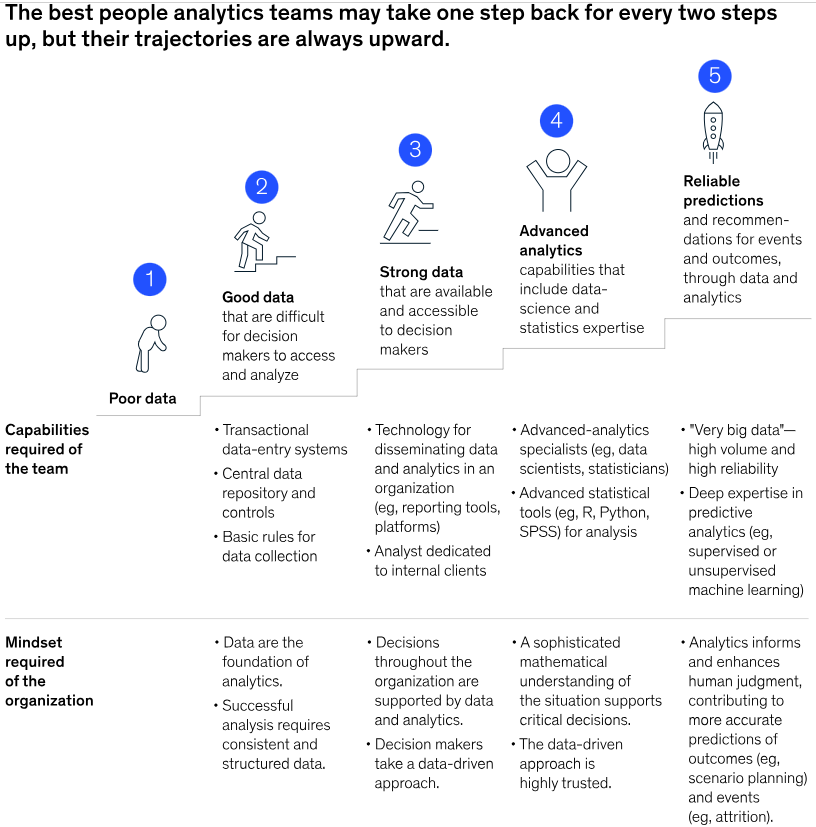 The best people analytics teams may take one step back for every two steps
up, but their trajectories are always upward.
1
Poor data
2
Good data
that are difficult
for decision
makers to access
and analyze
3
Strong data
that are available
and accessible
to decision
makers
4
Advanced
analytics
capabilities that
include data-
science and
statistics expertise
5
Reliable
predictions
and recommen-
dations for events
and outcomes,
through data and
analytics
Capabilities
required of
the team
• Transactional
data-entry systems
• Central data
repository and
controls
• Basic rules for
data collection
• Technology for
disseminating data
and analytics in an
organization
(eg, reporting tools,
platforms)
• Analyst dedicated
to internal clients
• Advanced-analytics
specialists (eg, data
scientists, statisticians)
• Advanced statistical
tools (eg, R, Python,
SPSS) for analysis
• "Very big data"—
high volume and
high reliability
• Deep expertise in
predictive
analytics (eg,
supervised or
unsupervised
machine learning)
Mindset
required
of the
organization
• Data are the
foundation of
analytics.
• Successful
analysis requires
consistent and
structured data.
• Decisions
throughout the
organization are
supported by data
and analytics.
• Decision makers
take a data-driven
approach.
• A sophisticated
mathematical
understanding of
the situation supports
critical decisions.
• The data-driven
approach is
highly trusted.
• Analytics informs
and enhances
human judgment,
contributing to
more accurate
predictions of
outcomes (eg,
scenario planning)
and events
(eg, attrition).